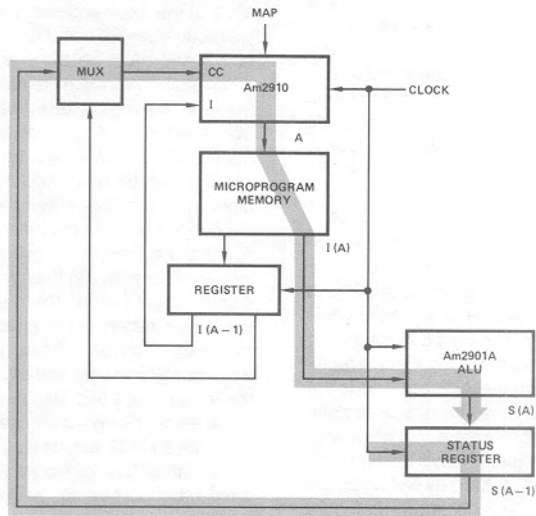 MAP
MUX
CC
Am2910
I
CLOCK
A
MICROPROGRAM
MEMORY
I (A)
REGISTER
I (A−1)
Am2901A
ALU
S (A)
STATUS
REGISTER
S (A−1)